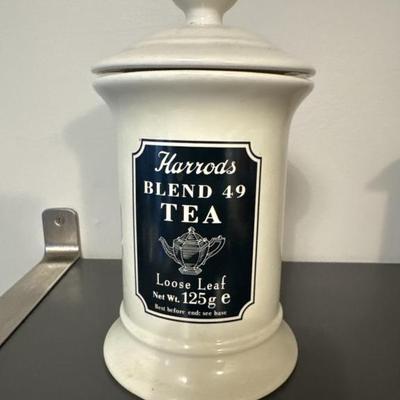 Harrods
BLEND 49
TEA
Loose Leaf
Net Wt. 125g e
Best before end: see base